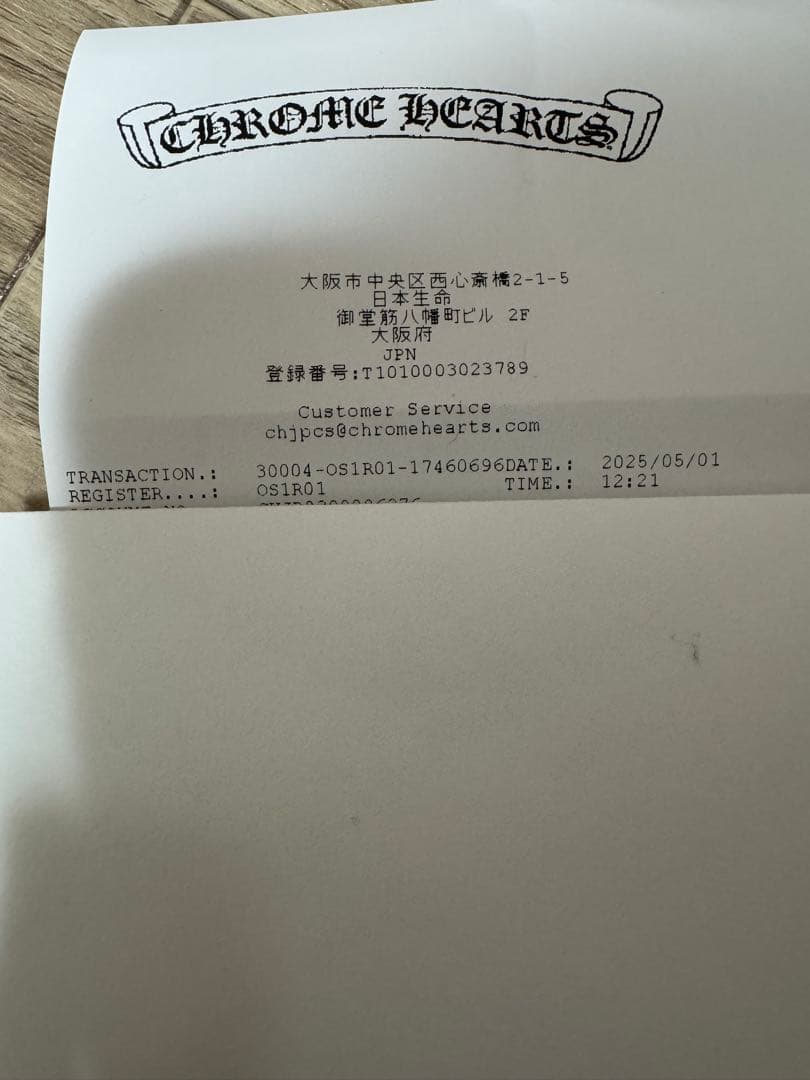 CHROME HEARTS
大阪市中央区西心斎橋2-1-5
日本生命
御堂筋八幡町ビル 2F
大阪府
JPN
登録番号:T1010003023789
Customer Service
chjpcs@chromehearts.com
TRANSACTION.: 30004-OS1R01-17460696DATE.: 2025/05/01
REGISTER....: OS1R01 TIME.: 12:21